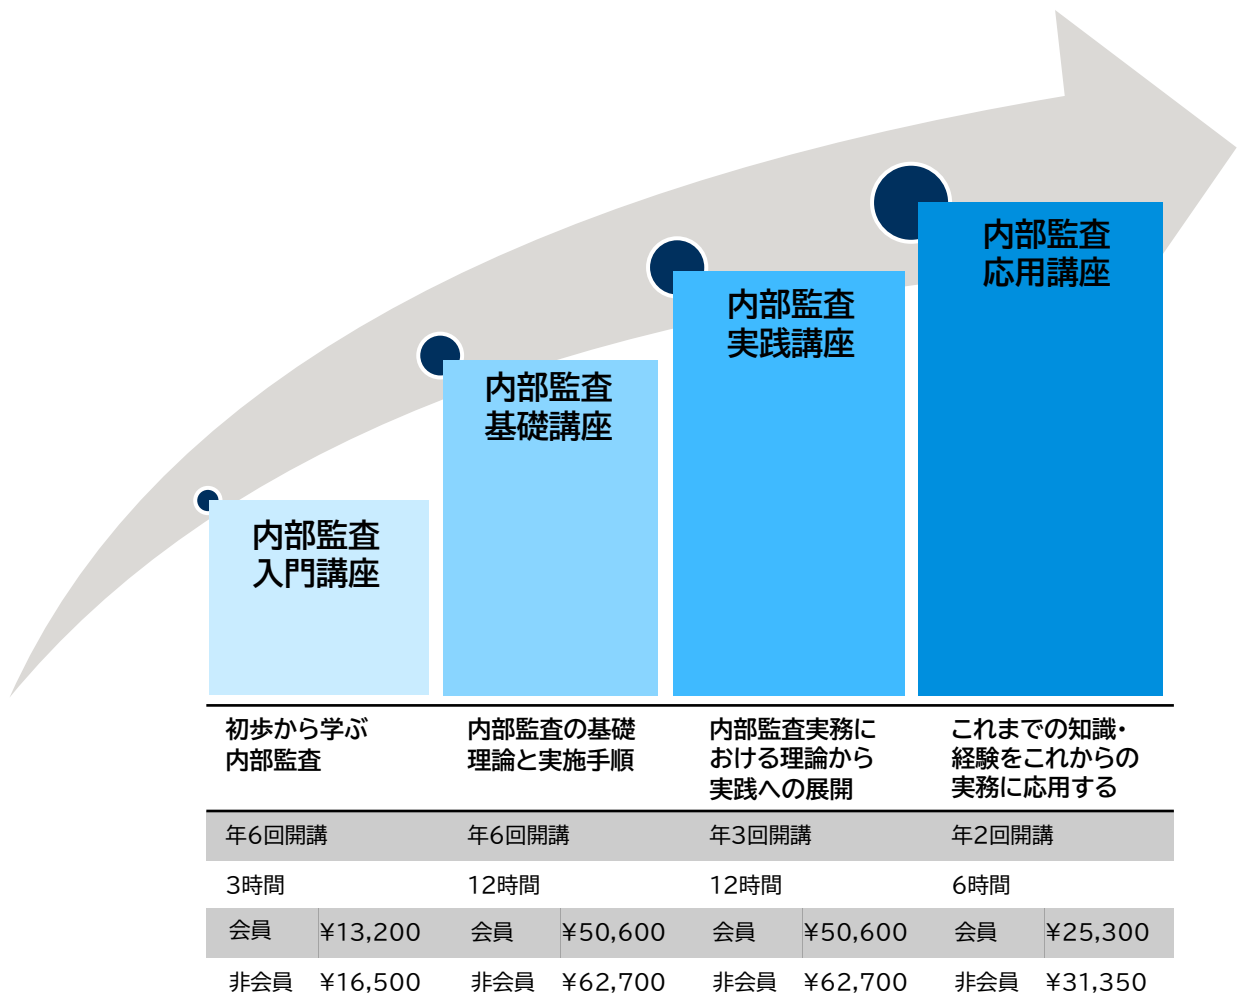 内部監査
入門講座
内部監査
基礎講座
内部監査
実践講座
内部監査
応用講座
初歩から学ぶ
内部監査
内部監査の基礎
理論と実施手順
内部監査実務に
おける理論から
実践への展開
これまでの知識・
経験をこれからの
実務に応用する
年6回開講 年6回開講 年3回開講 年2回開講
3時間 12時間 12時間 6時間
会員 ¥13,200 会員 ¥50,600 会員 ¥50,600 会員 ¥25,300
非会員 ¥16,500 非会員 ¥62,700 非会員 ¥62,700 非会員 ¥31,350